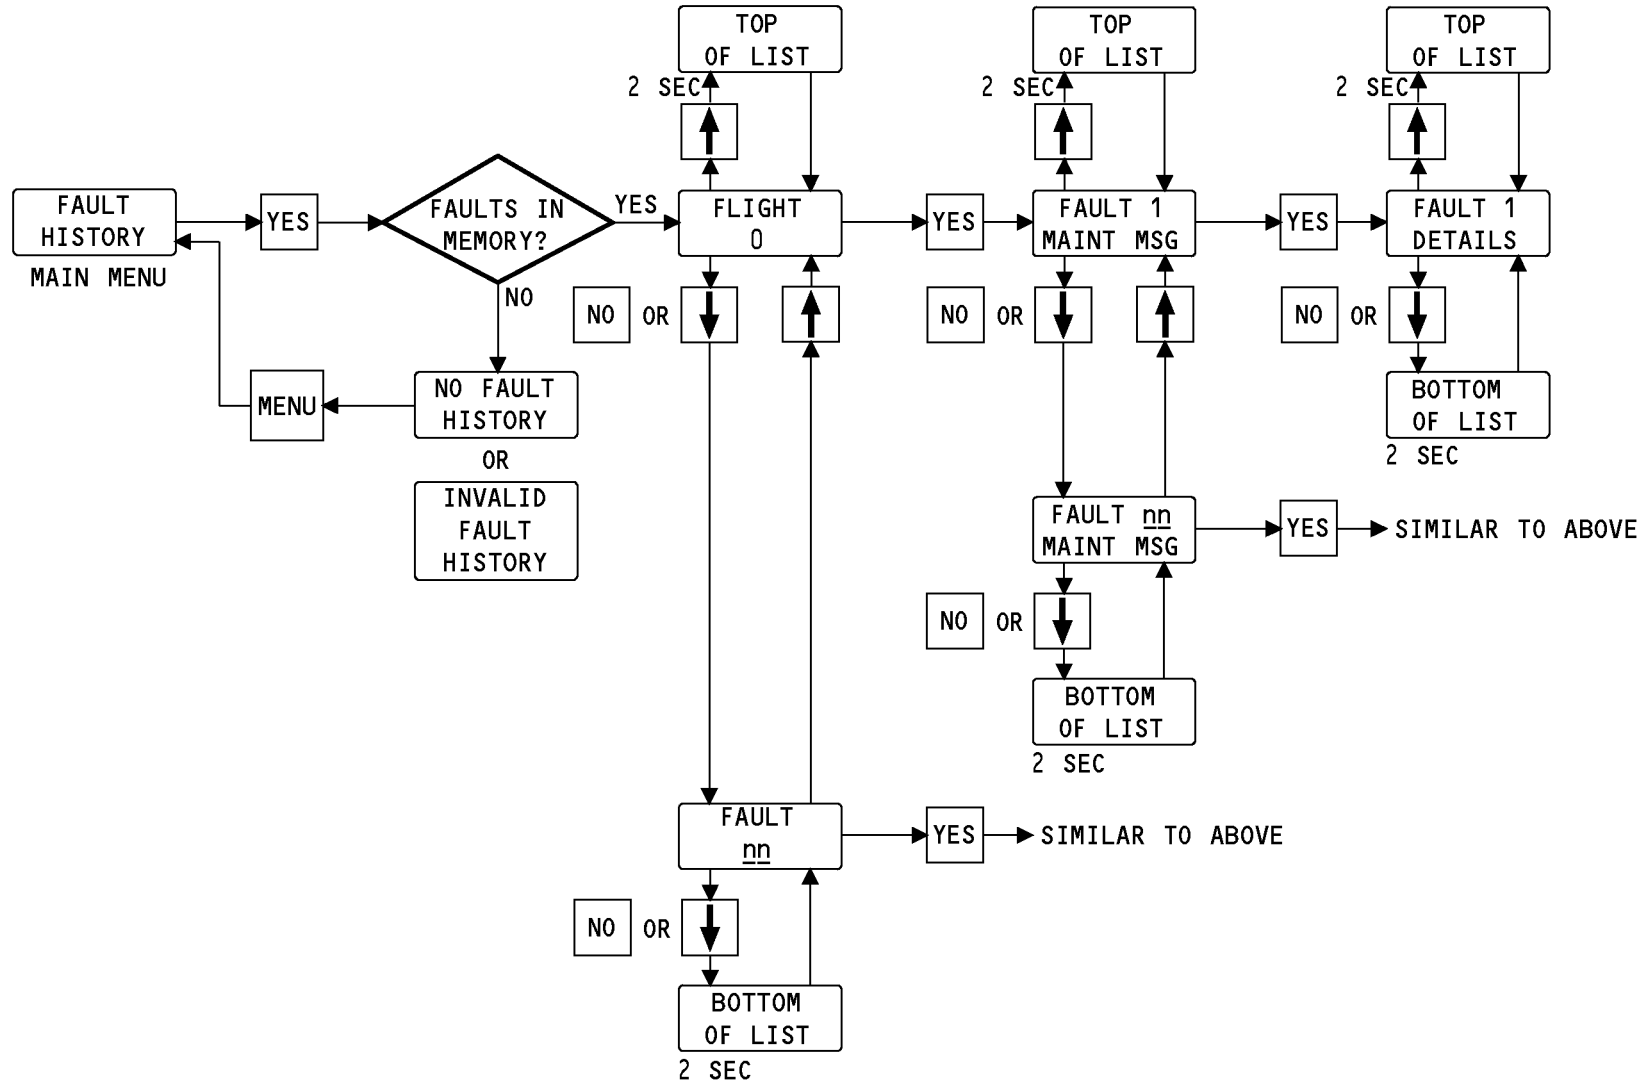 TOP
OF LIST
TOP
OF LIST
TOP
OF LIST
2 SEC
2 SEC
2 SEC
FAULT
HISTORY
MAIN MENU
YES
FAULTS IN
MEMORY?
YES
NO
FLIGHT
0
YES
FAULT 1
MAINT MSG
YES
FAULT 1
DETAILS
NO OR
NO OR
NO OR
MENU
NO FAULT
HISTORY
OR
INVALID
FAULT
HISTORY
BOTTOM
OF LIST
2 SEC
FAULT nn
MAINT MSG
YES
SIMILAR TO ABOVE
NO OR
BOTTOM
OF LIST
2 SEC
FAULT
nn
YES
SIMILAR TO ABOVE
NO OR
BOTTOM
OF LIST
2 SEC